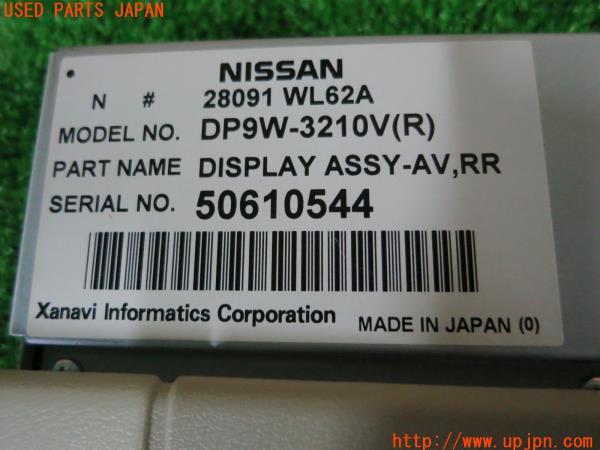 USED PARTS JAPAN
NISSAN
N # 28091 WL62A
MODEL NO. DP9W-3210V(R)
PART NAME DISPLAY ASSY-AV,RR
SERIAL NO. 50610544
Xanavi Informatics Corporation
MADE IN JAPAN (0)
http://www.upjpn.com/